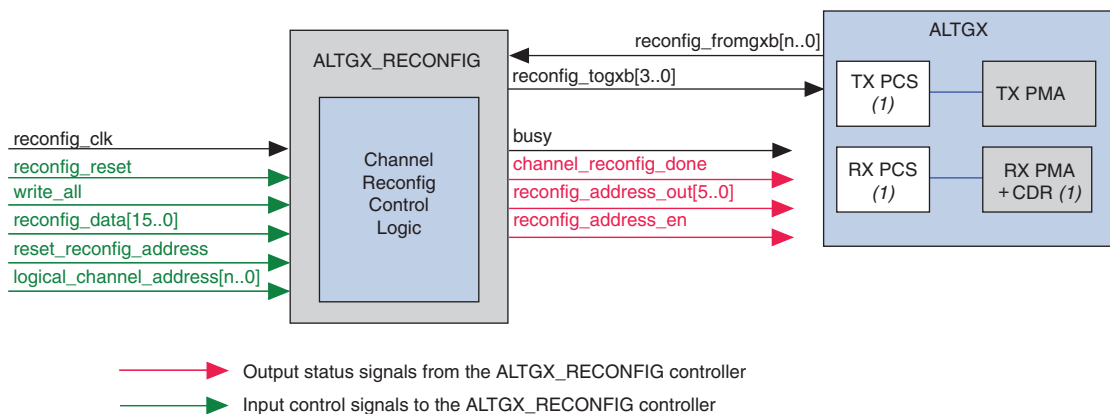 ALTGX_RECONFIG
Channel
Reconfig
Control
Logic
reconfig_clk
reconfig_reset
write_all
reconfig_data[15..0]
reset_reconfig_address
logical_channel_address[n..0]
reconfig_fromgxb[n..0]
reconfig_togxb[3..0]
busy
channel_reconfig_done
reconfig_address_out[5..0]
reconfig_address_en
ALTGX
TX PCS
(1)
TX PMA
RX PCS
(1)
RX PMA
+ CDR (1)
Output status signals from the ALTGX_RECONFIG controller
Input control signals to the ALTGX_RECONFIG controller